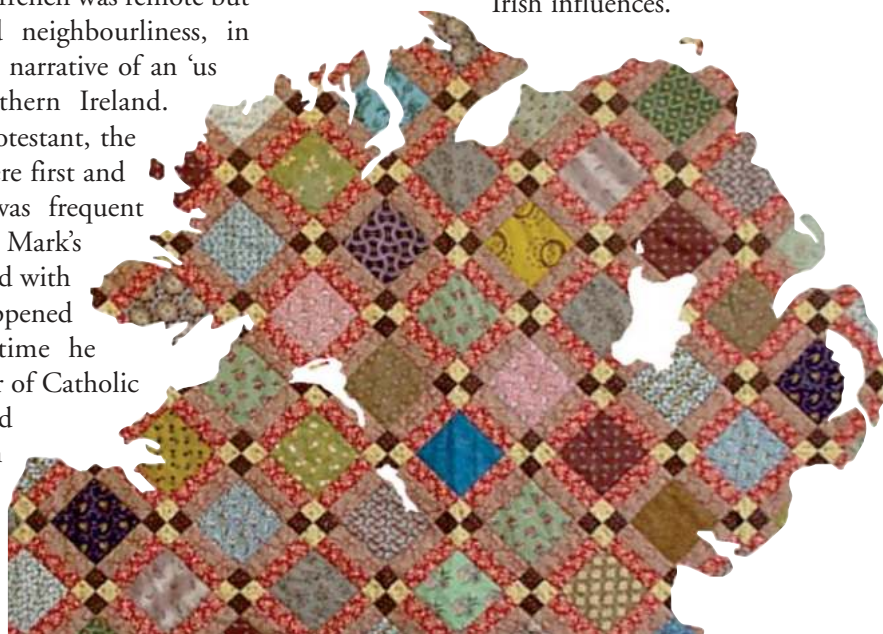 rench was remote but
l neighbourliness, in
narrative of an ‘us
thern Ireland.
otestant, the
re first and
was frequent
Mark’s
d with
ppened
time he
r of Catholic
d
Irish influences.